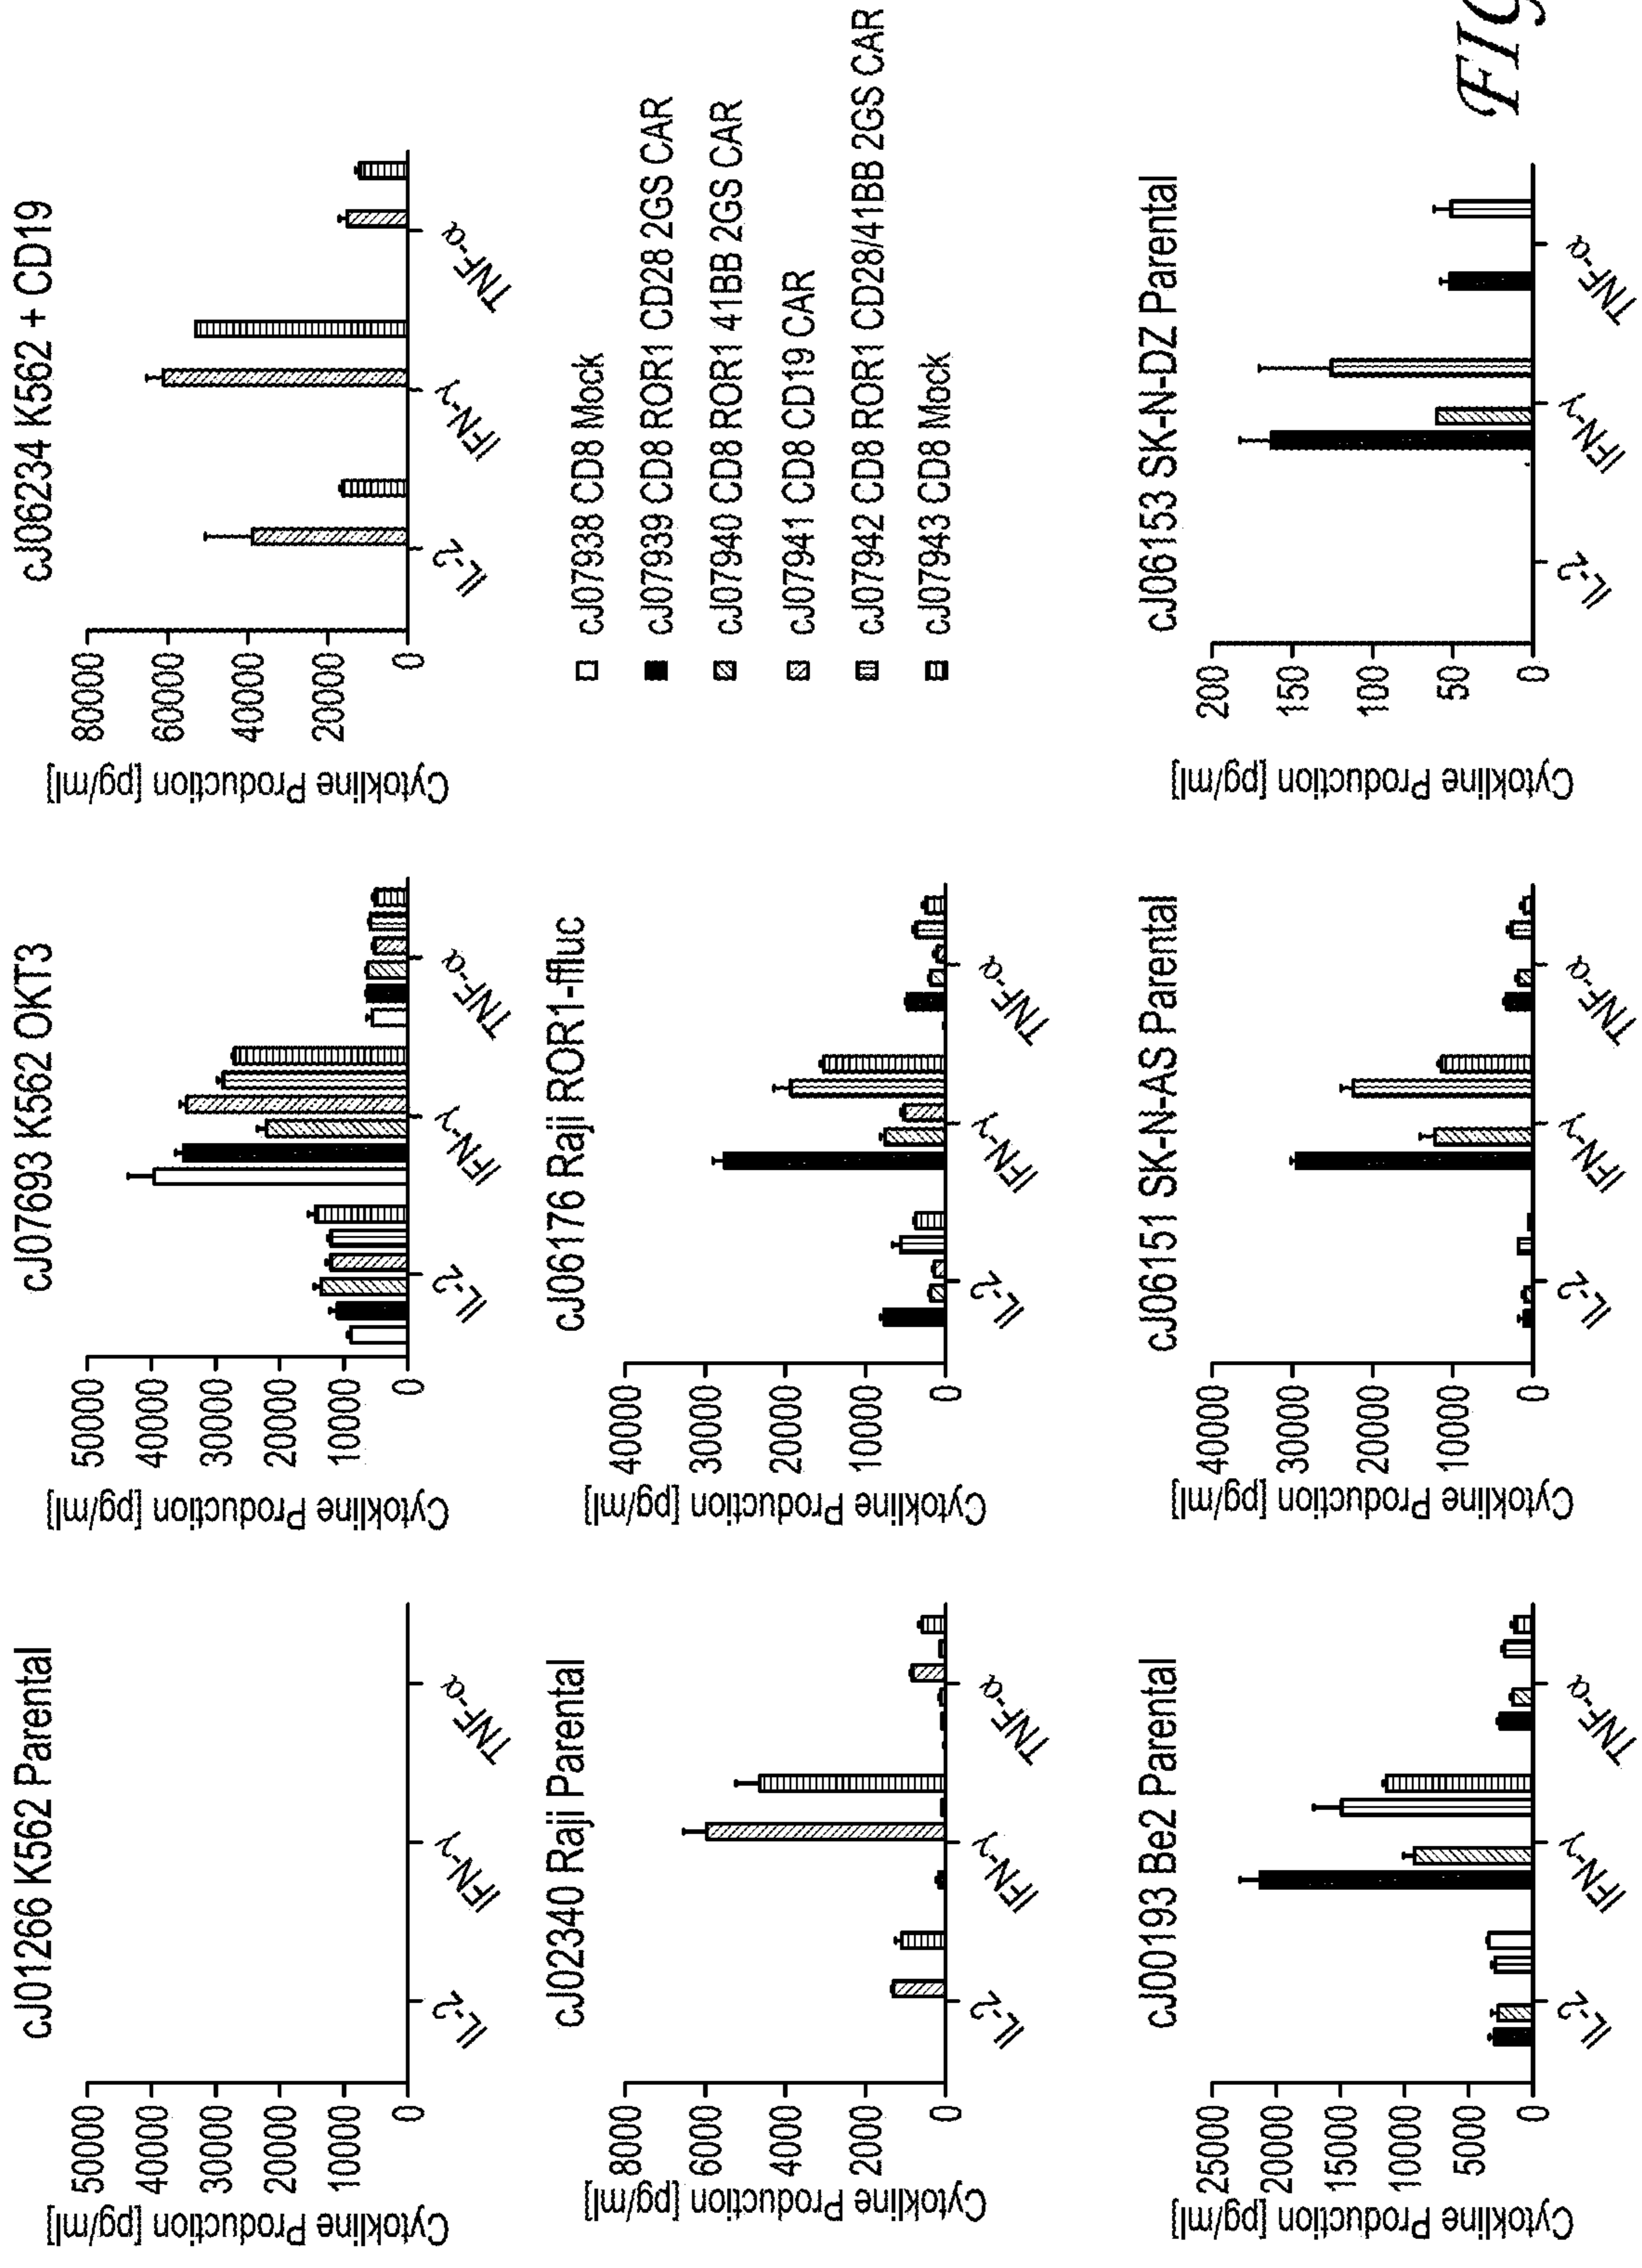 cJ01266 K562 Parental
Cytokline Production [pg/ml]
50000
40000
30000
20000
10000
0
IL-2
IFN-γ
TNF-α
cJ07693 K562 OKT3
Cytokline Production [pg/ml]
50000
40000
30000
20000
10000
0
IL-2
IFN-γ
TNF-α
cJ06234 K562 + CD19
Cytokline Production [pg/ml]
80000
60000
40000
20000
0
IL-2
IFN-γ
TNF-α
cJ02340 Raji Parental
Cytokline Production [pg/ml]
8000
6000
4000
2000
0
IL-2
IFN-γ
TNF-α
cJ06176 Raji ROR1-ffluc
Cytokline Production [pg/ml]
40000
30000
20000
10000
0
IL-2
IFN-γ
TNF-α
cJ07938 CD8 Mock
cJ07939 CD8 ROR1 CD28 2GS CAR
cJ07940 CD8 ROR1 41BB 2GS CAR
cJ07941 CD8 CD19 CAR
cJ07942 CD8 ROR1 CD28/41BB 2GS CAR
cJ07943 CD8 Mock
cJ00193 Be2 Parental
Cytokline Production [pg/ml]
25000
20000
15000
10000
5000
0
IL-2
IFN-γ
TNF-α
cJ06151 SK-N-AS Parental
Cytokline Production [pg/ml]
40000
30000
20000
10000
0
IL-2
IFN-γ
TNF-α
cJ06153 SK-N-DZ Parental
Cytokline Production [pg/ml]
200
150
100
50
0
IL-2
IFN-γ
TNF-α